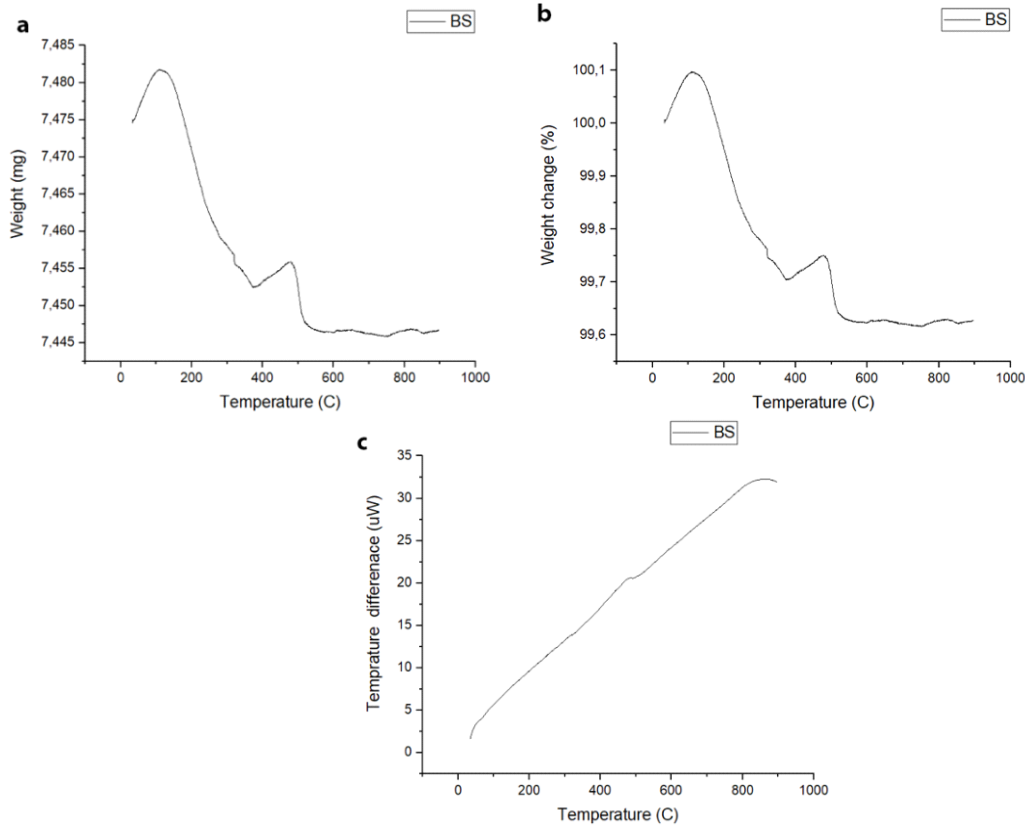 a
BS
7,485
7,480
7,475
7,470
7,465
7,460
7,455
7,450
7,445
Weight (mg)
0 200 400 600 800 1000
Temperature (C)
b
BS
100,1
100,0
99,9
99,8
99,7
99,6
Weight change (%)
0 200 400 600 800 1000
Temperature (C)
c
BS
35
30
25
20
15
10
5
0
Temprature differenace (uW)
0 200 400 600 800 1000
Temperature (C)